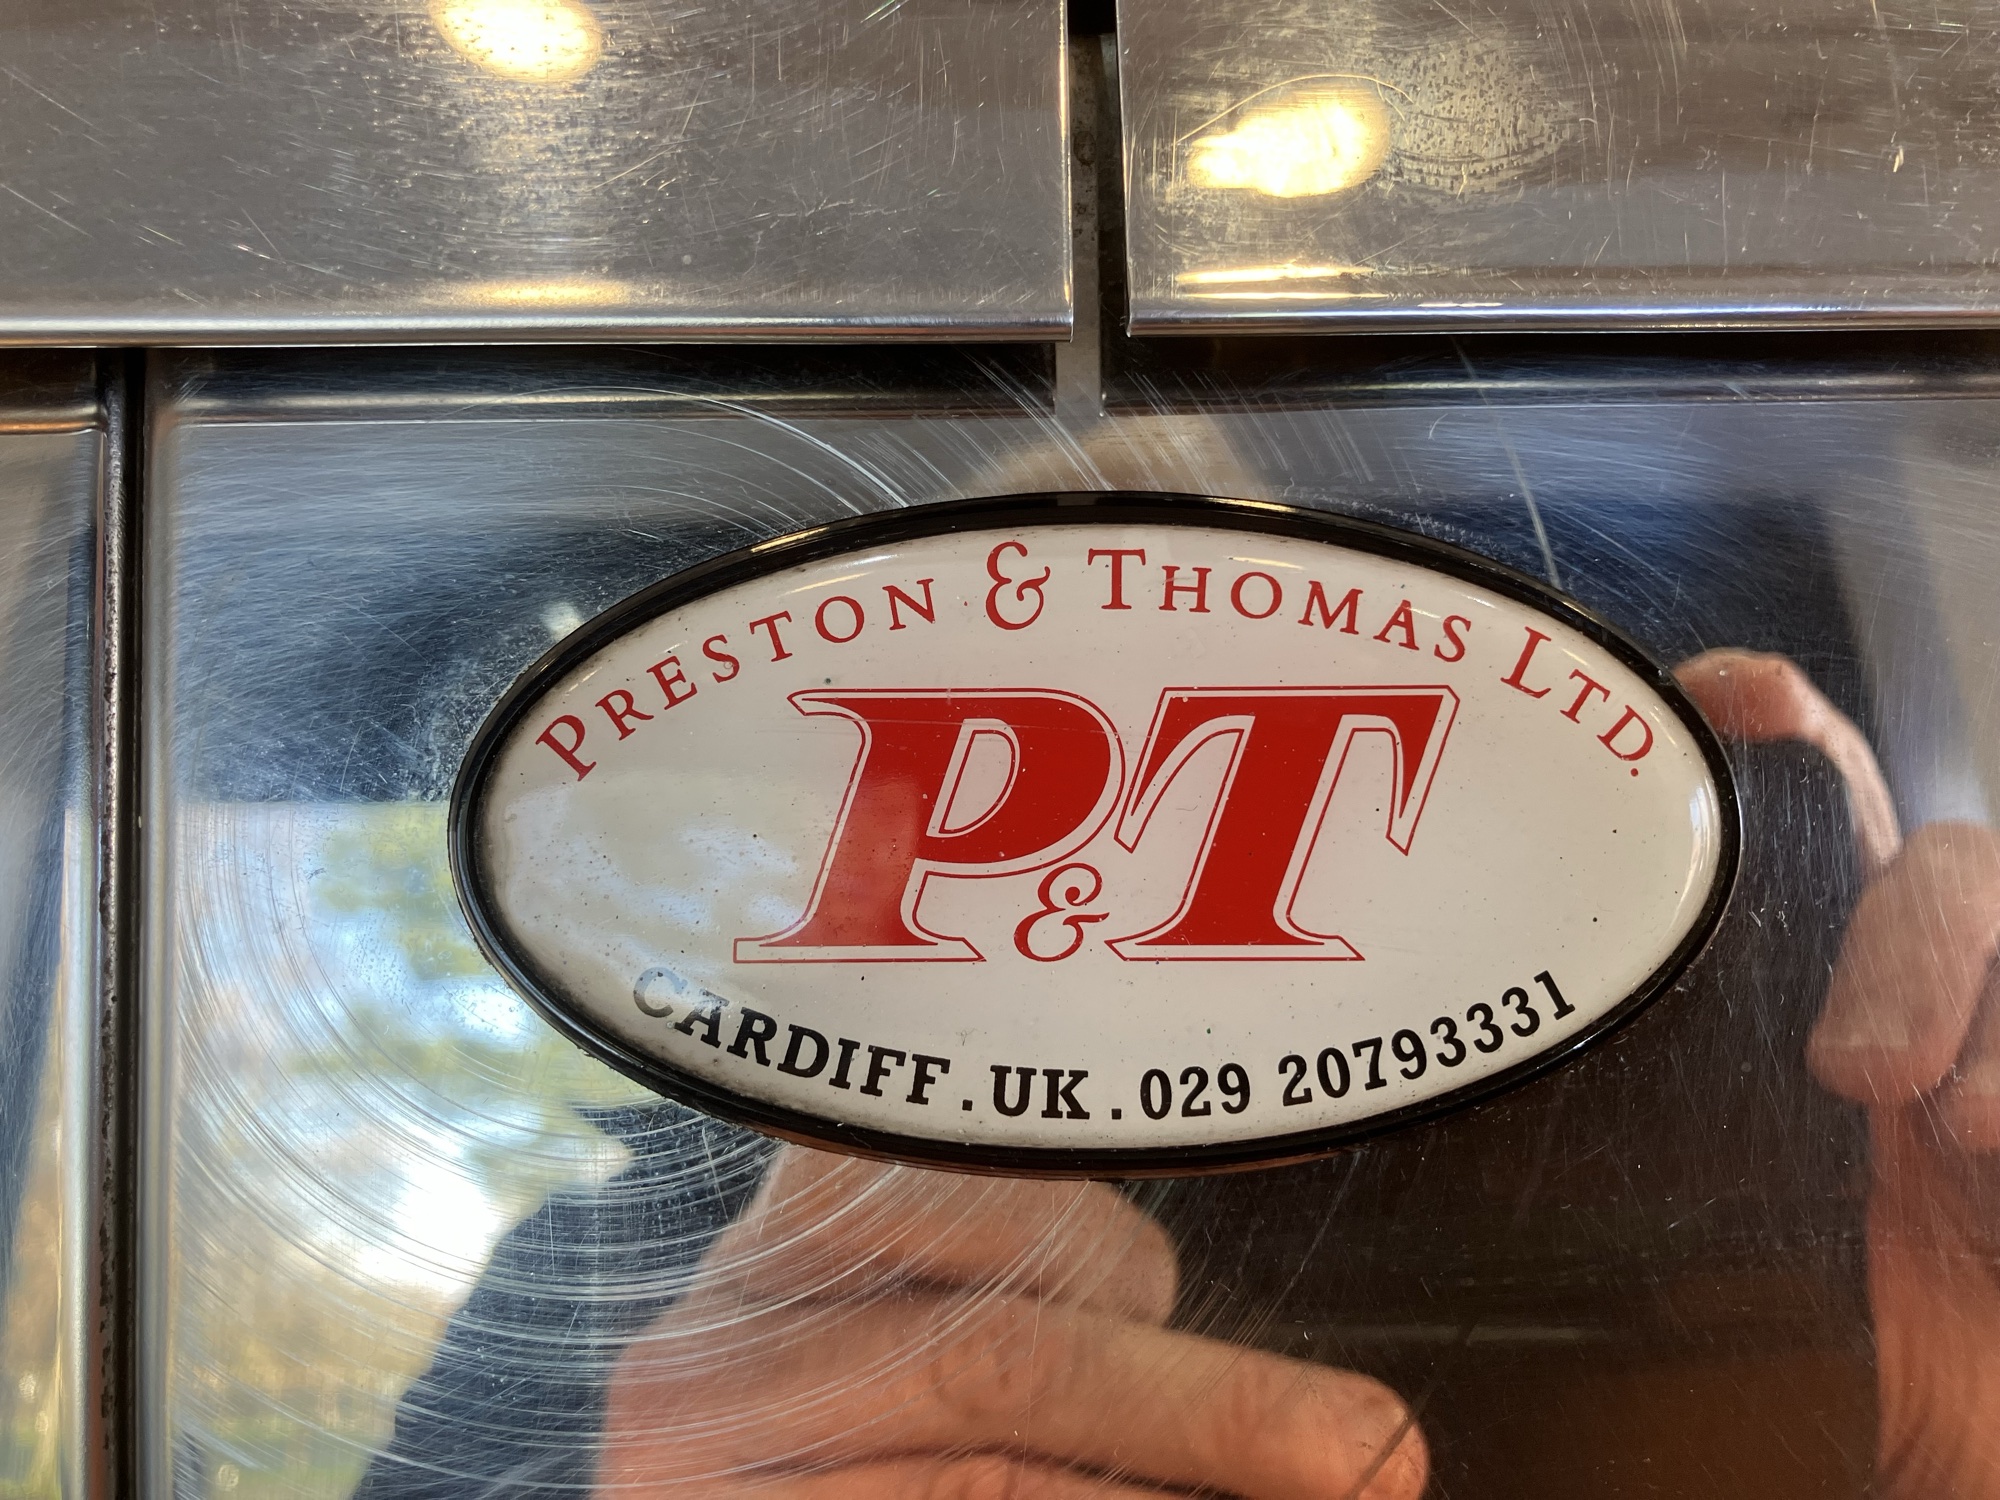 PRESTON & THOMAS LTD.
P&T
CARDIFF.UK.029 20793331